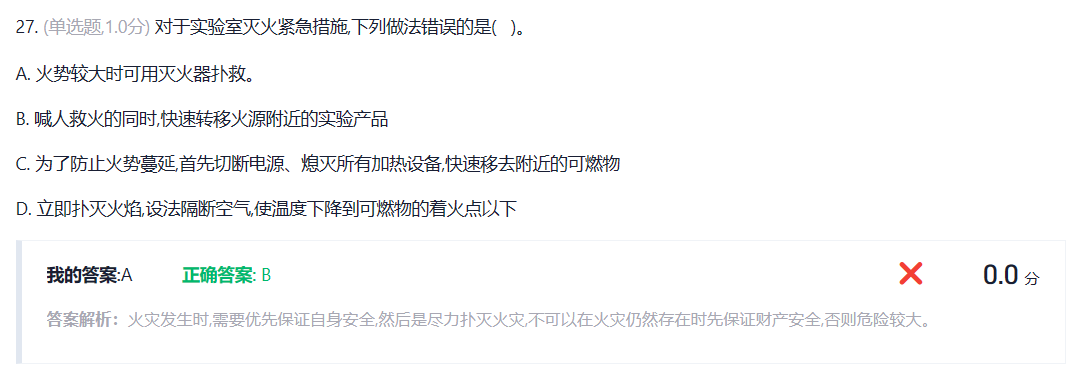 27. (单选题,1.0分) 对于实验室灭火紧急措施,下列做法错误的是( )。
A. 火势较大时可用灭火器扑救。
B. 喊人救火的同时,快速转移火源附近的实验产品
C. 为了防止火势蔓延,首先切断电源、熄灭所有加热设备,快速移去附近的可燃物
D. 立即扑灭火焰,设法隔断空气,使温度下降到可燃物的着火点以下
我的答案:A 正确答案: B 0.0 分
答案解析：火灾发生时,需要优先保证自身安全,然后是尽力扑灭火灾,不可以在火灾仍然存在时先保证财产安全,否则危险较大。